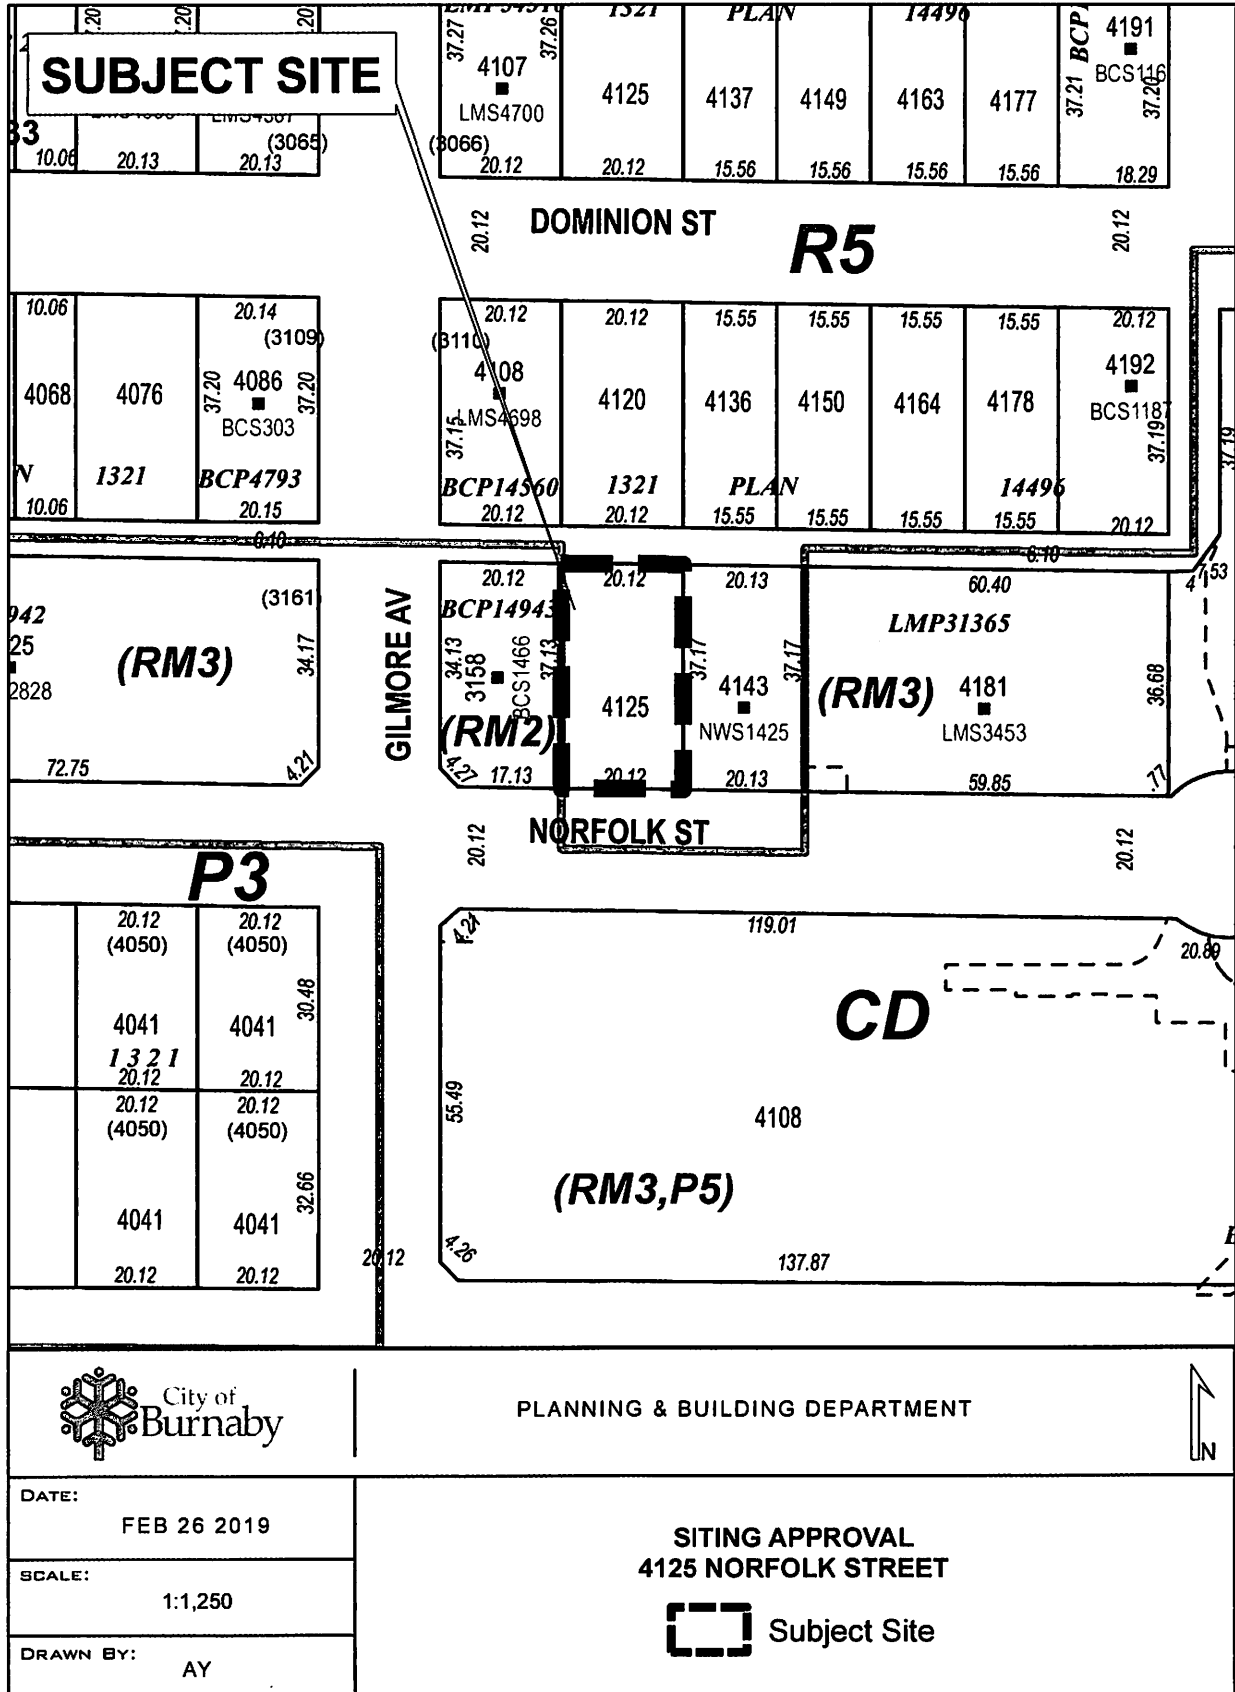 1321 PLAN 14496
37.27 37.26 4107 LMS4700 4125 4137 4149 4163 4177 37.21 4191 BCS116 37.20
SUBJECT SITE
(3065) (3066)
10.06 20.13 20.13 20.12 20.12 15.56 15.56 15.56 15.56 18.29
20.12 DOMINION ST R5 20.12
10.06 20.14 20.12 20.12 15.55 15.55 15.55 15.55 20.12
(3109) (3110)
4068 4076 37.20 4086 37.20 4108 4120 4136 4150 4164 4178 4192
BCS303 LMS4698 BCS1187
37.15 37.19 37.19
N 1321 BCP4793 BCP14560 1321 PLAN 14496
10.06 20.15 20.12 20.12 15.55 15.55 15.55 15.55 20.12
6.10 6.10
20.12 20.12 20.13 60.40 7.53
(3161) BCP14943 LMP31365
(RM3) 34.17 GILMORE AV 34.13 3158 BCS1466 37.13 37.17 37.17 36.68
2828 4125 4143 NWS1425 (RM3) 4181 LMS3453
(RM2)
72.75 4.21 4.27 17.13 20.12 20.13 59.85 .77
20.12 NORFOLK ST 20.12
P3
20.12 20.12 4.21 119.01 20.89
(4050) (4050)
4041 4041 30.48 CD
1321
20.12 20.12
20.12 20.12
(4050) (4050) 55.49 4108
4041 4041 32.66 (RM3,P5)
20.12 20.12 20.12 4.26 137.87
City of
Burnaby
PLANNING & BUILDING DEPARTMENT
N
DATE:
FEB 26 2019
SCALE:
1:1,250
DRAWN BY:
AY
SITING APPROVAL
4125 NORFOLK STREET
Subject Site